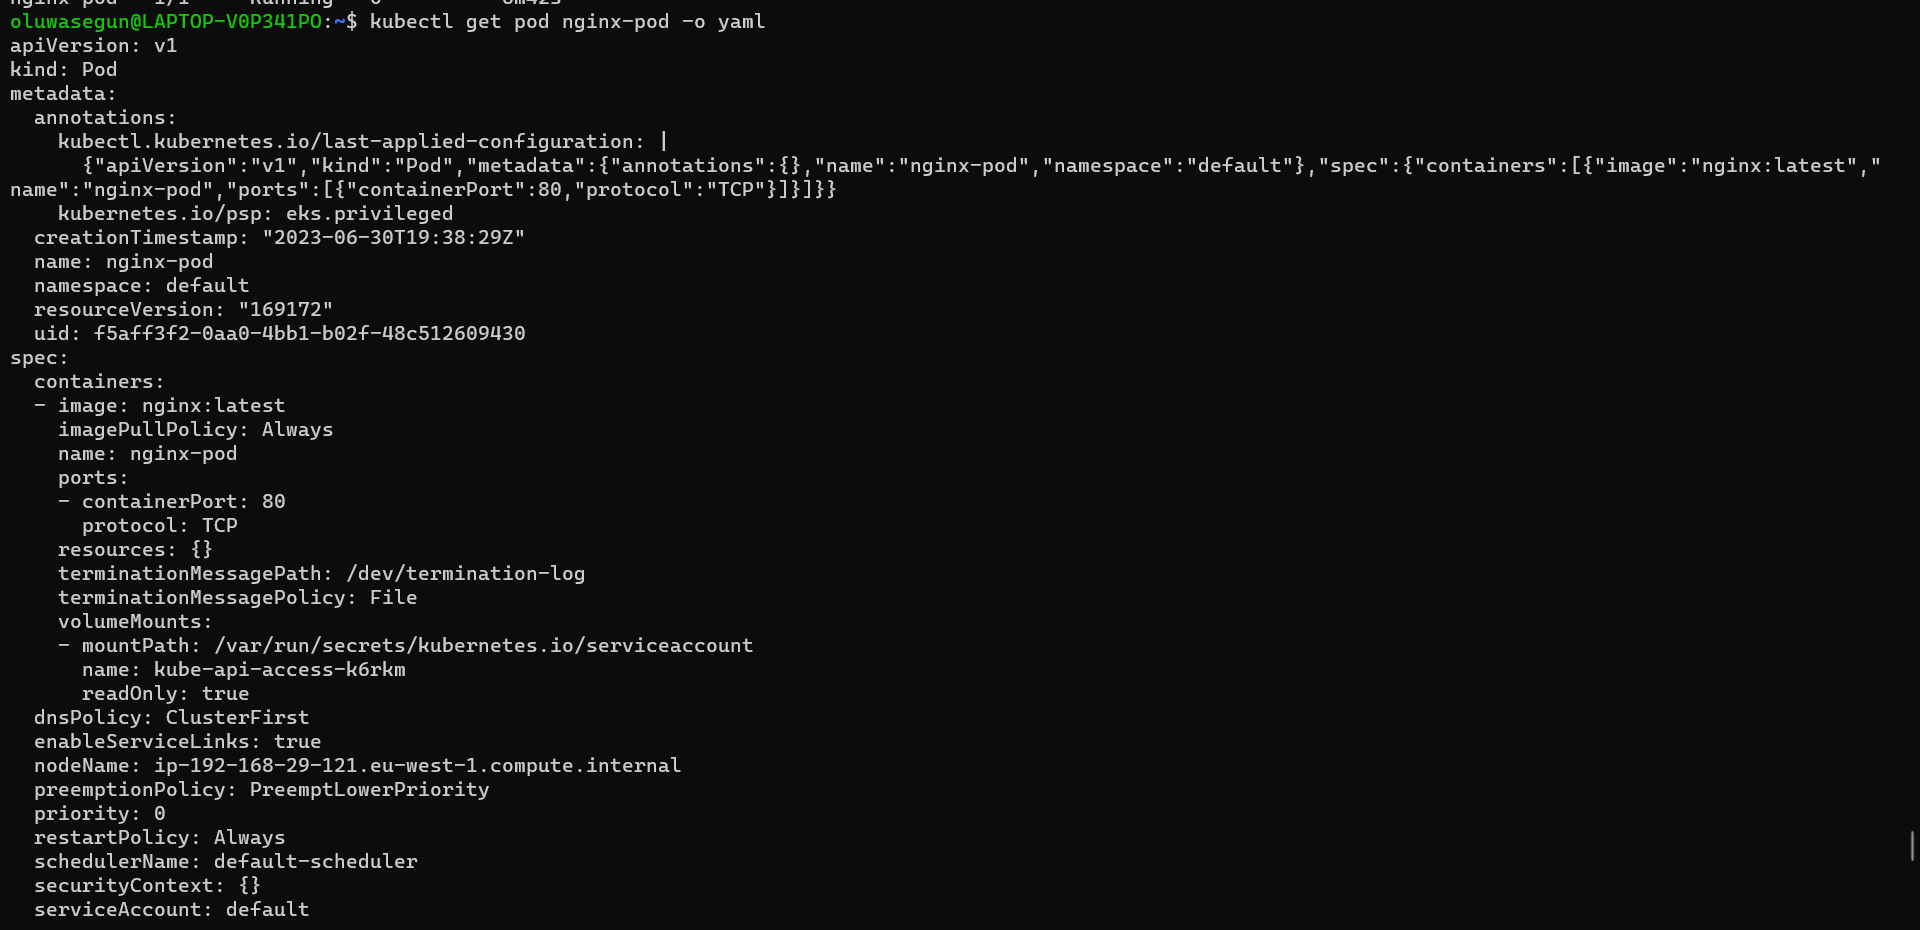 nginx-pod   1/1     Running   0          8m42s
oluwasegun@LAPTOP-V0P341PO:~$ kubectl get pod nginx-pod -o yaml
apiVersion: v1
kind: Pod
metadata:
  annotations:
    kubectl.kubernetes.io/last-applied-configuration: |
      {"apiVersion":"v1","kind":"Pod","metadata":{"annotations":{},"name":"nginx-pod","namespace":"default"},"spec":{"containers":[{"image":"nginx:latest","
name":"nginx-pod","ports":[{"containerPort":80,"protocol":"TCP"}]}]}}
    kubernetes.io/psp: eks.privileged
  creationTimestamp: "2023-06-30T19:38:29Z"
  name: nginx-pod
  namespace: default
  resourceVersion: "169172"
  uid: f5aff3f2-0aa0-4bb1-b02f-48c512609430
spec:
  containers:
  - image: nginx:latest
    imagePullPolicy: Always
    name: nginx-pod
    ports:
    - containerPort: 80
      protocol: TCP
    resources: {}
    terminationMessagePath: /dev/termination-log
    terminationMessagePolicy: File
    volumeMounts:
    - mountPath: /var/run/secrets/kubernetes.io/serviceaccount
      name: kube-api-access-k6rkm
      readOnly: true
  dnsPolicy: ClusterFirst
  enableServiceLinks: true
  nodeName: ip-192-168-29-121.eu-west-1.compute.internal
  preemptionPolicy: PreemptLowerPriority
  priority: 0
  restartPolicy: Always
  schedulerName: default-scheduler
  securityContext: {}
  serviceAccount: default